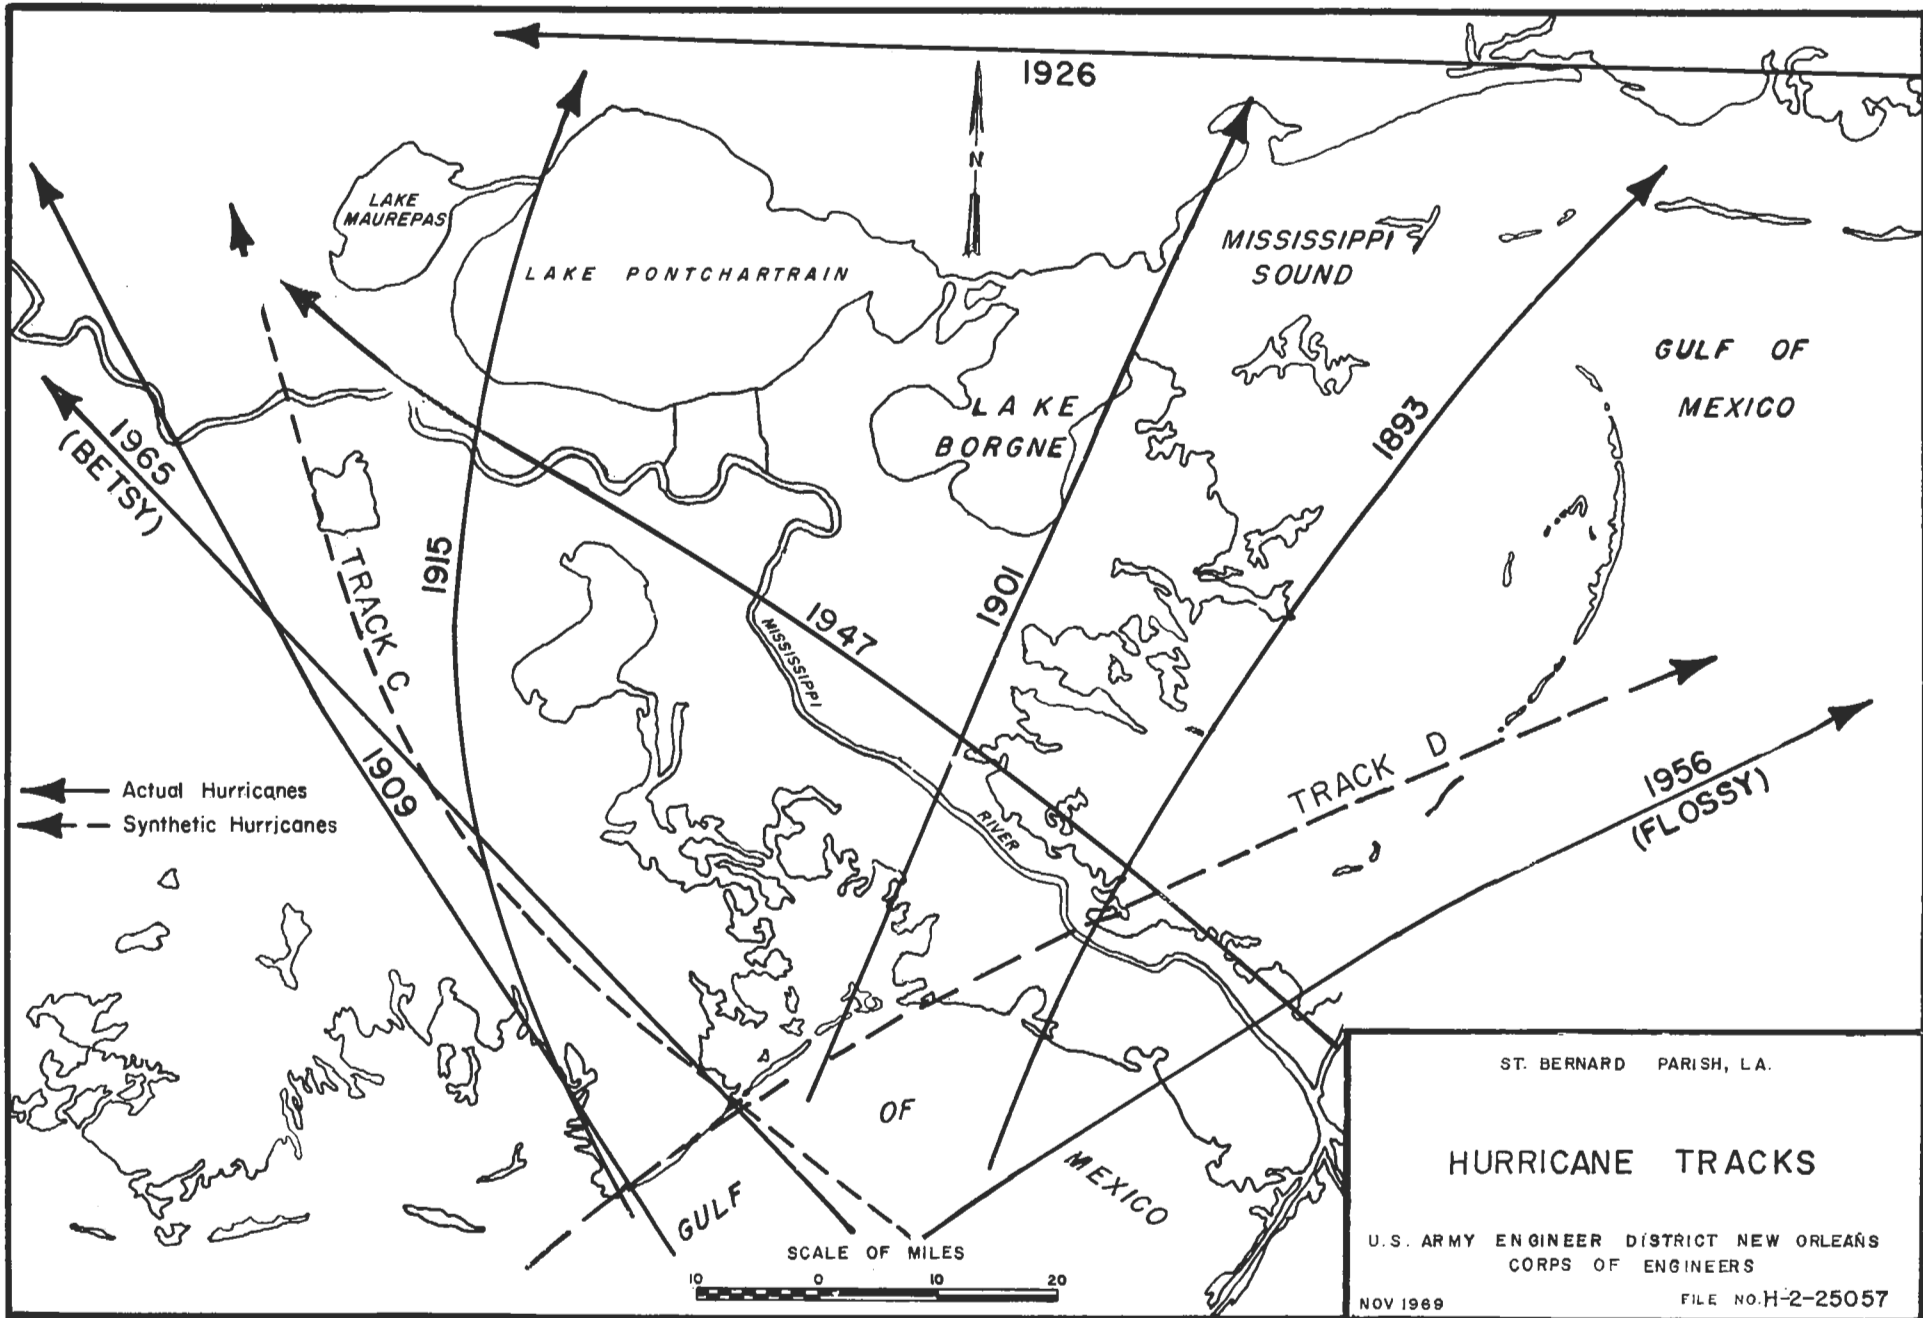 1926
N
LAKE
MAUREPAS
LAKE PONTCHARTRAIN
MISSISSIPPI
SOUND
GULF OF
MEXICO
LAKE
BORGNE
1893
1965
(BETSY)
TRACK C
1915
1901
1947
MISSISSIPPI
RIVER
1909
TRACK D
1956
(FLOSSY)
Actual Hurricanes
Synthetic Hurricanes
GULF
OF
MEXICO
SCALE OF MILES
10 0 10 20
ST. BERNARD PARISH, LA.
HURRICANE TRACKS
U.S. ARMY ENGINEER DISTRICT NEW ORLEANS
CORPS OF ENGINEERS
NOV 1969 FILE NO. H-2-25057